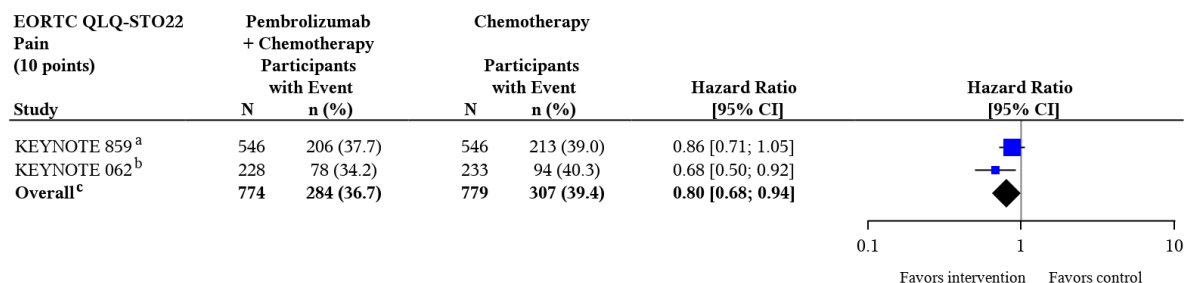 EORTC QLQ-STO22 Pembrolizumab Chemotherapy
Pain + Chemotherapy
(10 points) Participants Participants
with Event with Event Hazard Ratio Hazard Ratio
Study N n (%) N n (%) [95% CI] [95% CI]
KEYNOTE 859 a 546 206 (37.7) 546 213 (39.0) 0.86 [0.71; 1.05]
KEYNOTE 062 b 228 78 (34.2) 233 94 (40.3) 0.68 [0.50; 0.92]
Overall c 774 284 (36.7) 779 307 (39.4) 0.80 [0.68; 0.94]
0.1 1 10
Favors intervention Favors control